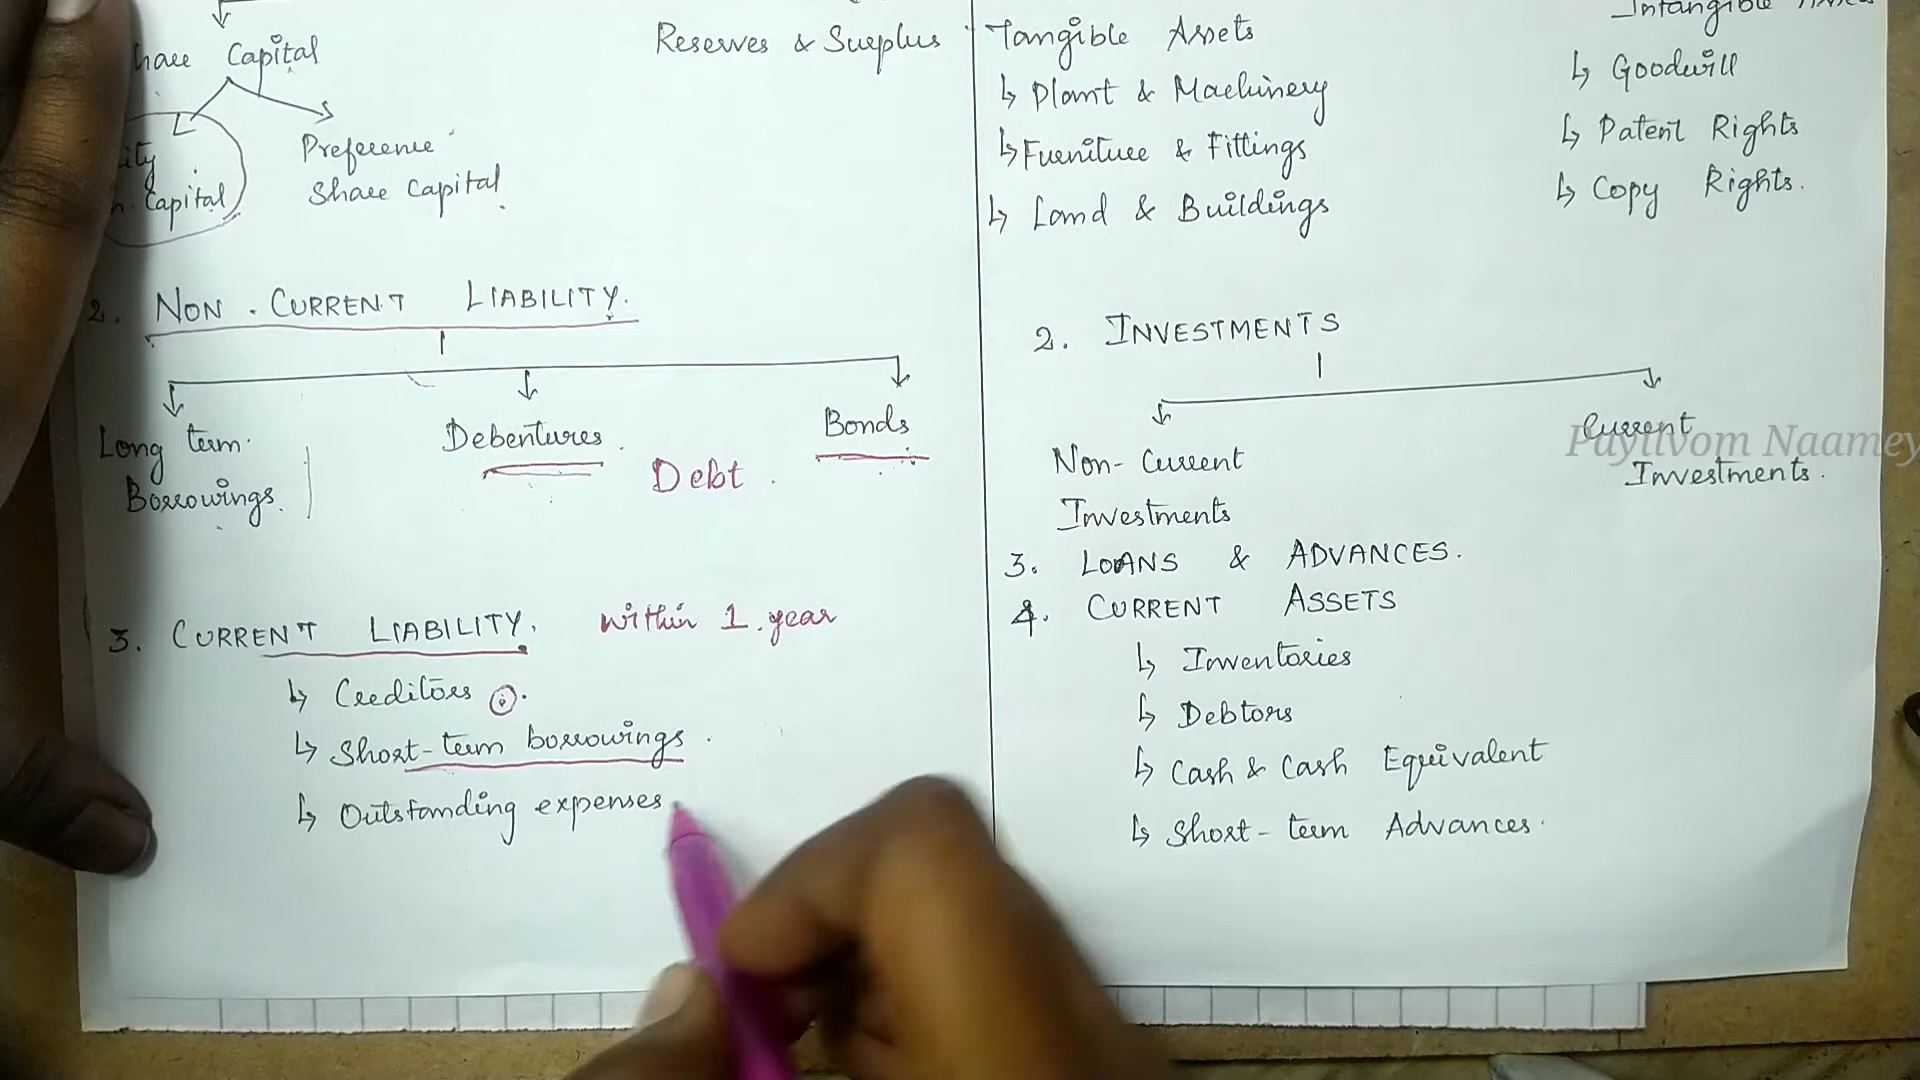 Share Capital
Reserves & Surplus
Preference
Share Capital
Capital
2. NON-CURRENT LIABILITY.
Long term
Borrowings.
Debentures.
Debt.
Bonds
3. CURRENT LIABILITY. within 1 year
↳ Creditors
↳ Short-term borrowings.
↳ Outstanding expenses
Tangible Assets
↳ Plant & Machinery
↳ Furniture & Fittings
↳ Land & Buildings
Intangible
↳ Goodwill
↳ Patent Rights
↳ Copy Rights.
2. INVESTMENTS
Non-Current
Investments
Current
Investments.
Payilvom Naamey
3. LOANS & ADVANCES.
4. CURRENT ASSETS
↳ Inventories
↳ Debtors
↳ Cash & Cash Equivalent
↳ Short-term Advances.